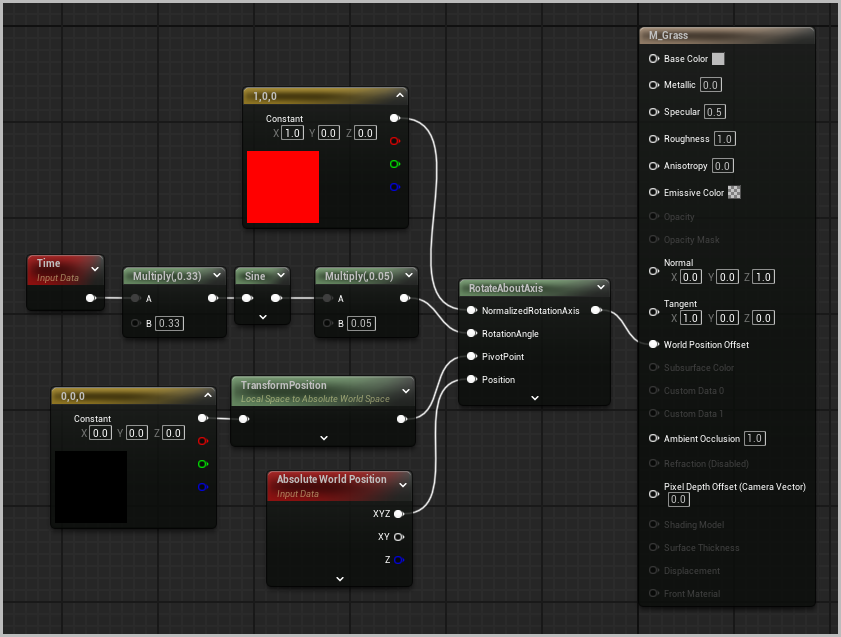 1,0,0
Constant
X 1.0 Y 0.0 Z 0.0
Time
Input Data
Multiply(,0.33)
A
B 0.33
Sine
Multiply(,0.05)
A
B 0.05
RotateAboutAxis
NormalizedRotationAxis
RotationAngle
PivotPoint
Position
0,0,0
Constant
X 0.0 Y 0.0 Z 0.0
TransformPosition
Local Space to Absolute World Space
Absolute World Position
Input Data
XYZ
XY
Z
M_Grass
Base Color
Metallic 0.0
Specular 0.5
Roughness 1.0
Anisotropy 0.0
Emissive Color
Opacity
Opacity Mask
Normal
X 0.0 Y 0.0 Z 1.0
Tangent
X 1.0 Y 0.0 Z 0.0
World Position Offset
Subsurface Color
Custom Data 0
Custom Data 1
Ambient Occlusion 1.0
Refraction (Disabled)
Pixel Depth Offset (Camera Vector)
0.0
Shading Model
Surface Thickness
Displacement
Front Material